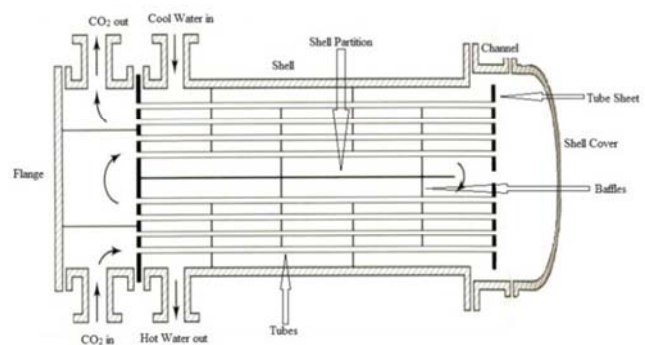 CO₂ out
Cool Water in
Shell Partition
Shell
Channel
Tube Sheet
Shell Cover
Flange
Baffles
CO₂ in
Hot Water out
Tubes